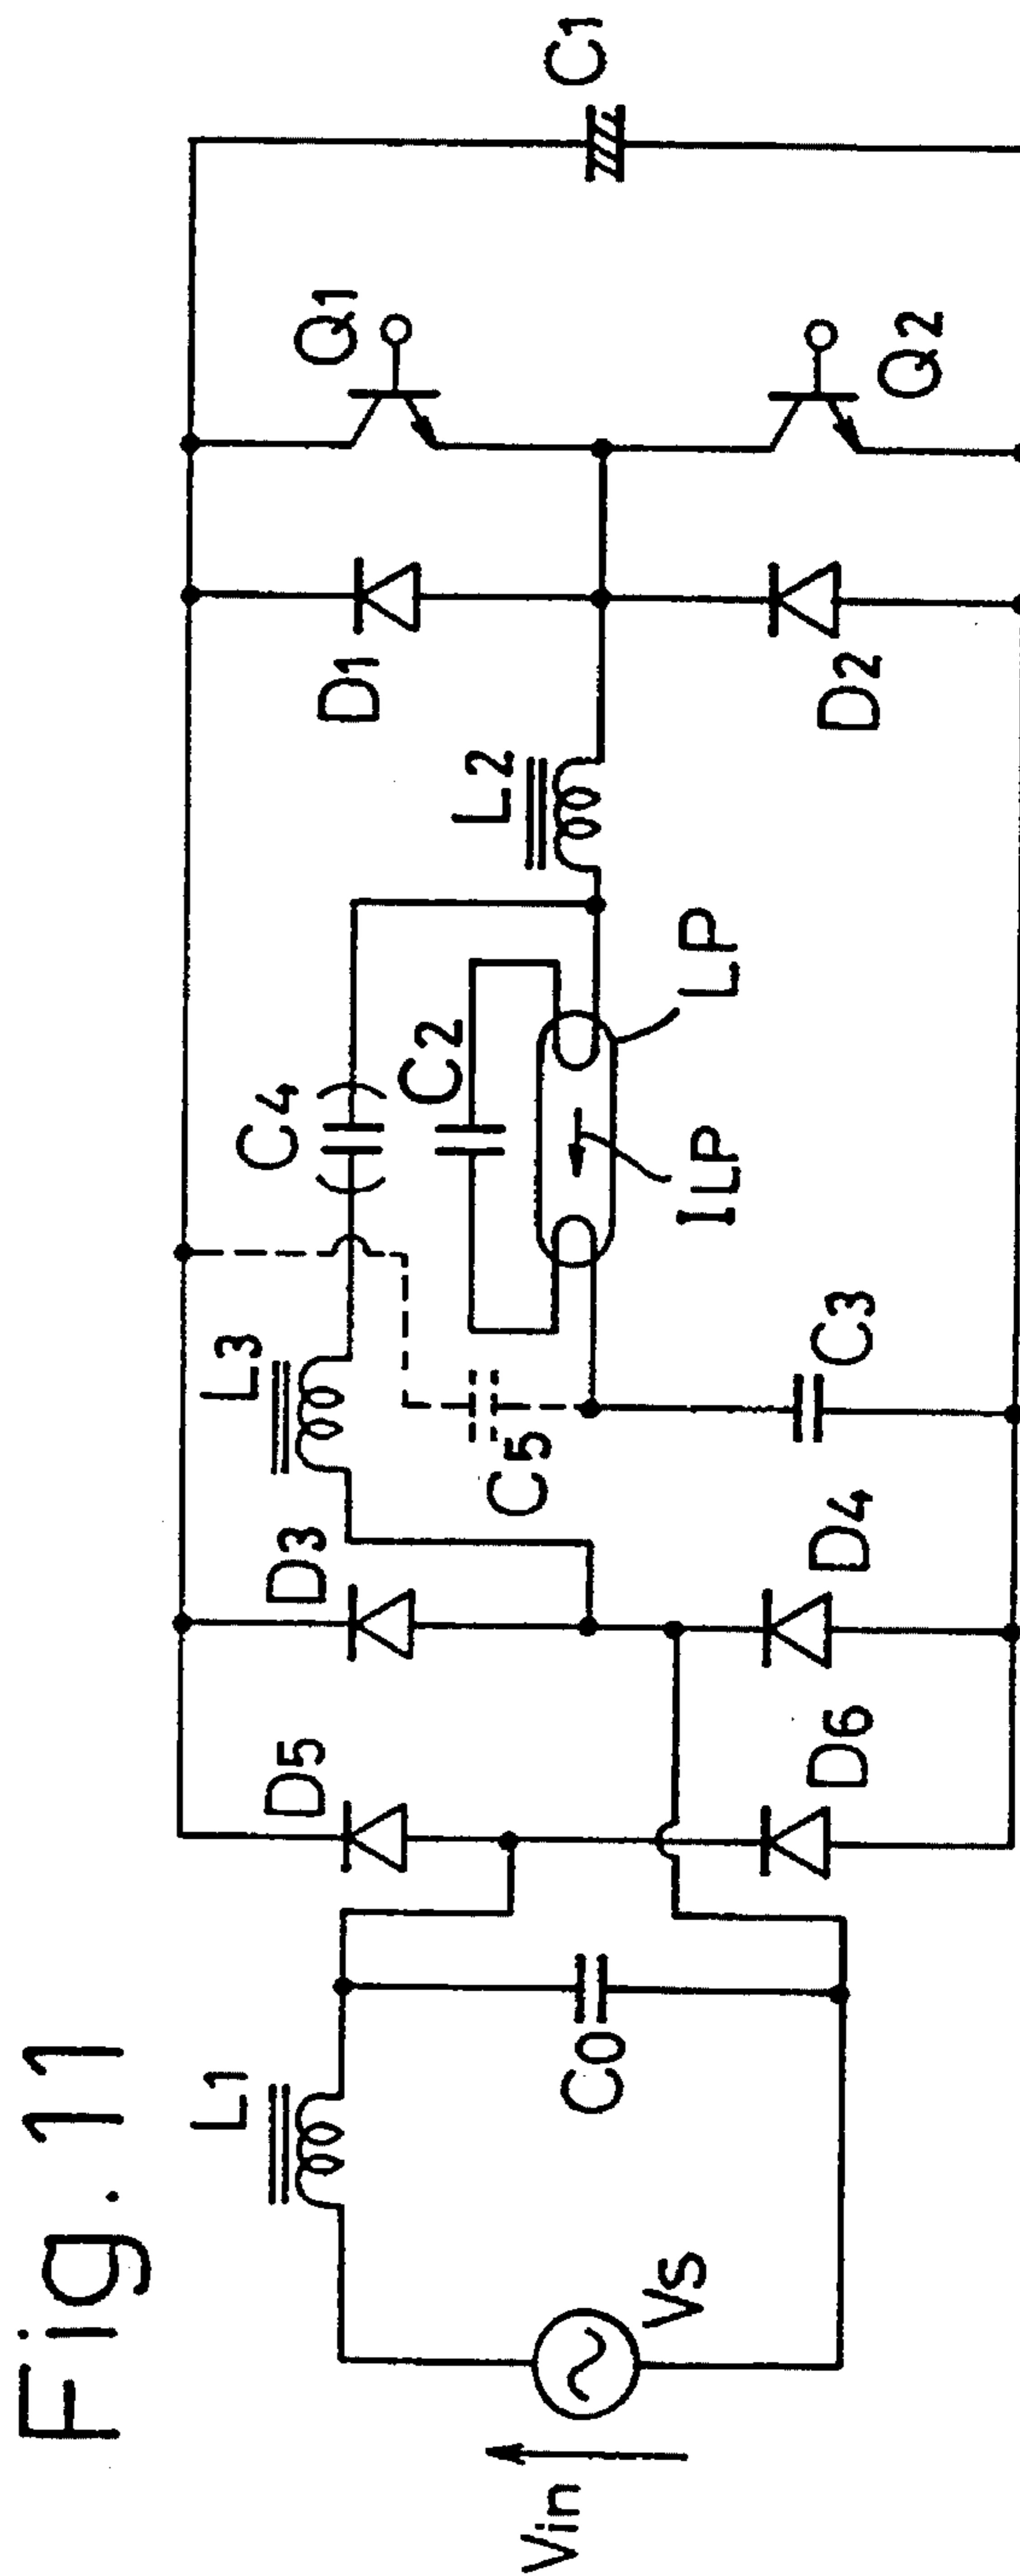 Fig. 11
Vin
Vs
L1
C0
D5
D6
D3
D4
L3
C5
C3
C4
C2
ILP
LP
L2
D1
D2
Q1
Q2
C1